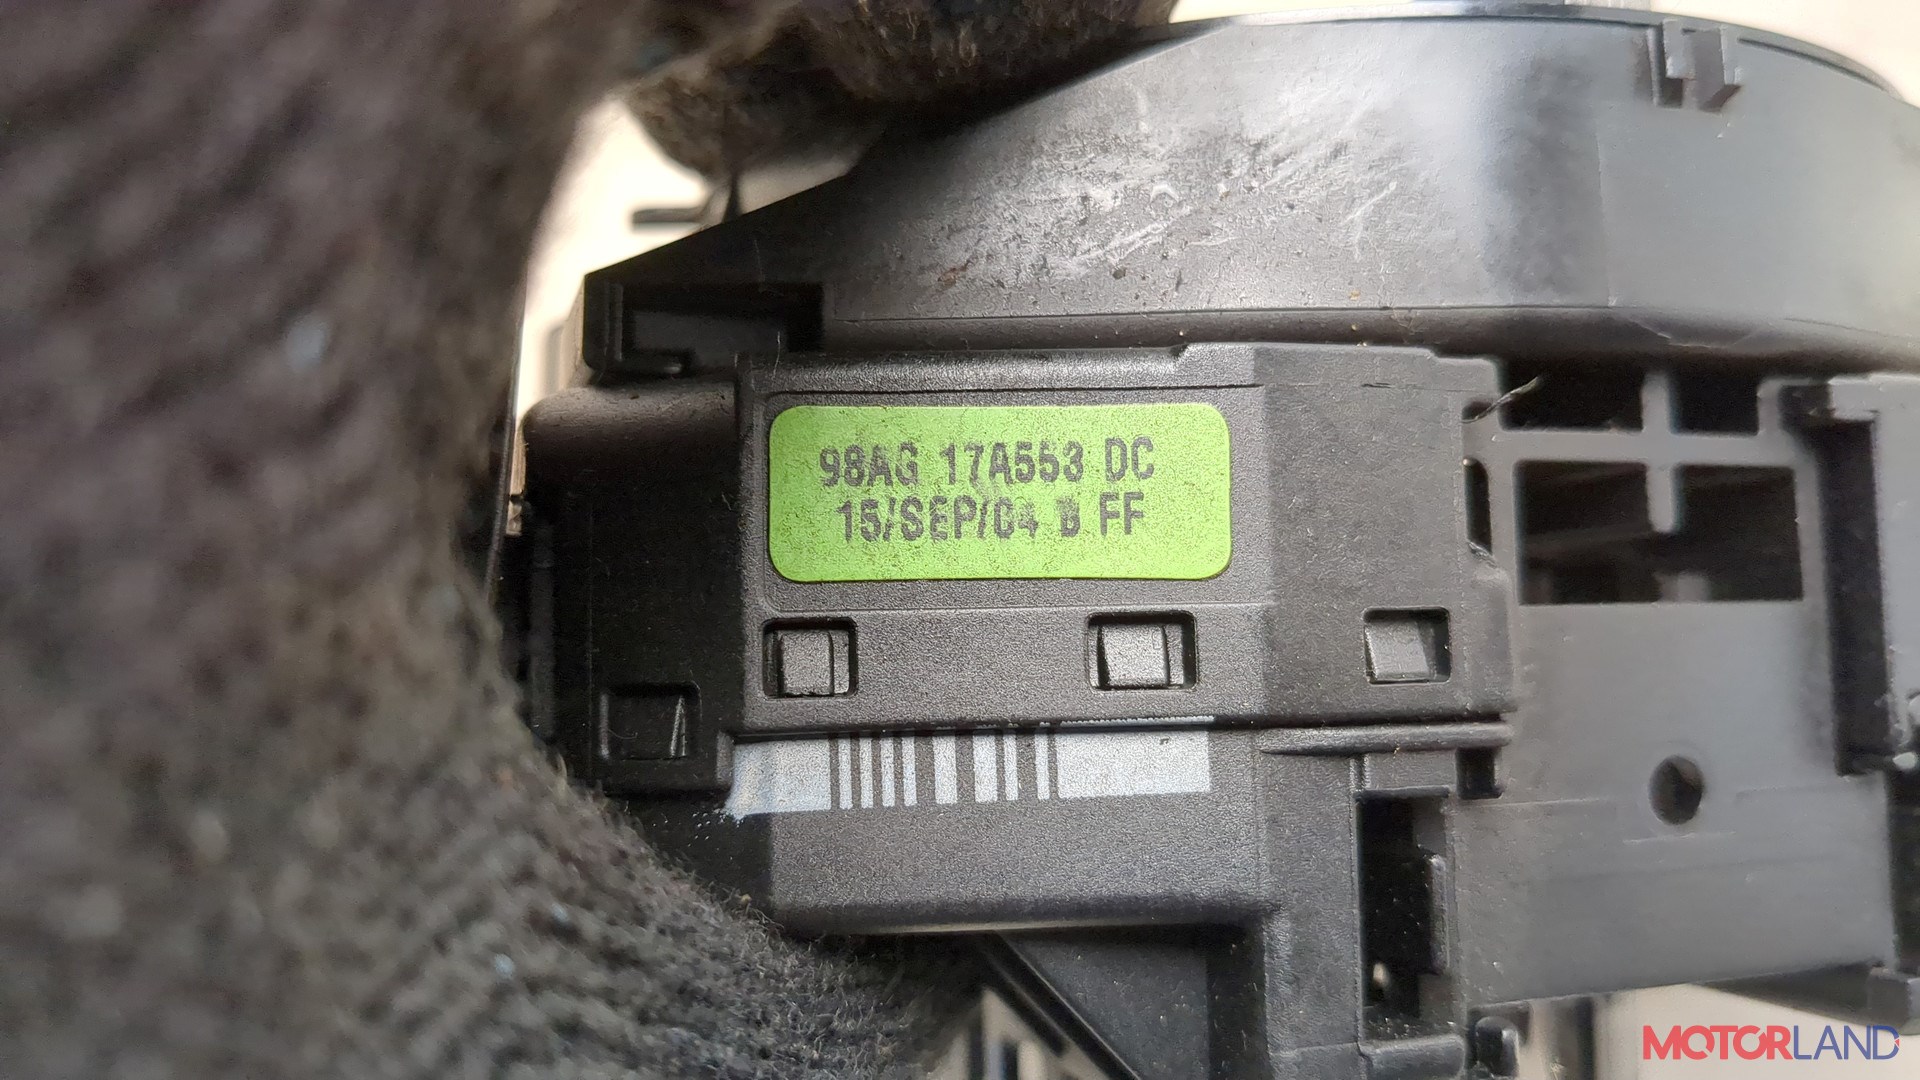 98AG 17A553 DC
15/SEP/04 B FF
MOTORLAND